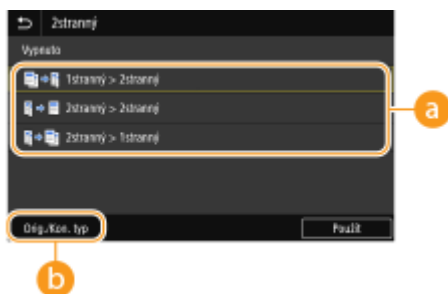 2stranný
Vypnuto
1stranný > 2stranný
2stranný > 2stranný
2stranný > 1stranný
a
Orig./Kon. typ
Použít
b